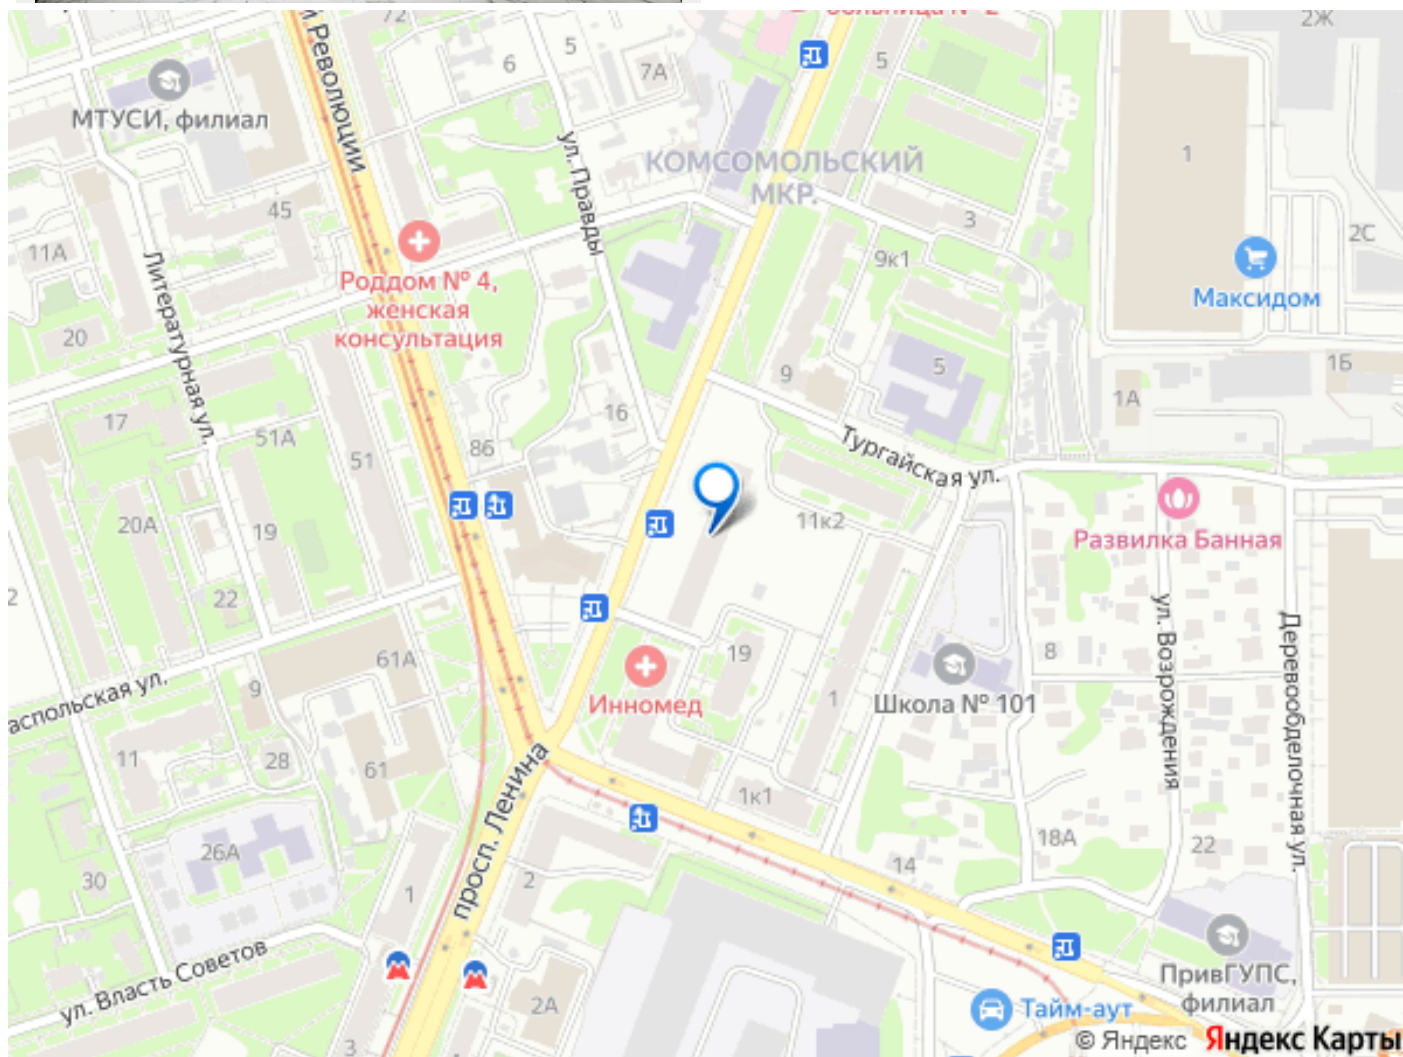 больница № 2
72
2Ж
й Революции
5
6
7А
5
МТУСИ, филиал
ул. Правды
КОМСОМОЛЬСКИЙ
МКР.
1
45
3
2С
11А
9к1
Литературная ул.
Роддом № 4,
женская
консультация
Максидом
20
1Б
9
5
1А
17
16
51А
86
51
Тургайская ул.
20А
19
11к2
Развилка Банная
22
ул. Возрождения
Деревообделочная ул.
2
61А
19
8
аспольская ул.
9
Инномед
1
Школа № 101
11
28
61
просп. Ленина
1к1
26А
18А
22
14
30
2
1
ул. Власть Советов
ПривГУПС,
филиал
2А
Тайм-аут
3
© Яндекс Яндекс Карты